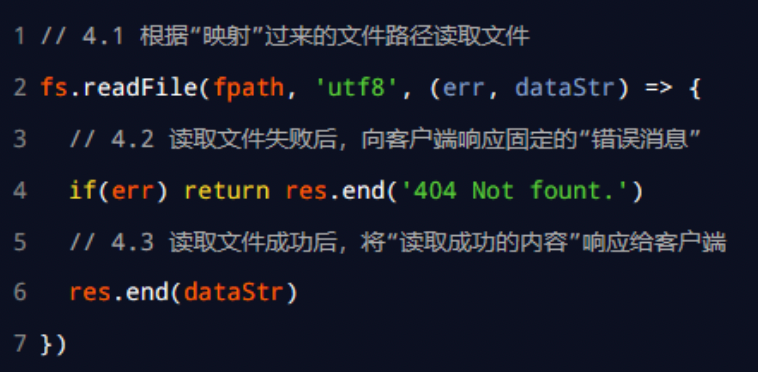 1 // 4.1 根据“映射”过来的文件路径读取文件
2 fs.readFile(fpath, 'utf8', (err, dataStr) => {
3   // 4.2 读取文件失败后，向客户端响应固定的“错误消息”
4   if(err) return res.end('404 Not fount.')
5   // 4.3 读取文件成功后，将“读取成功的内容”响应给客户端
6   res.end(dataStr)
7 })